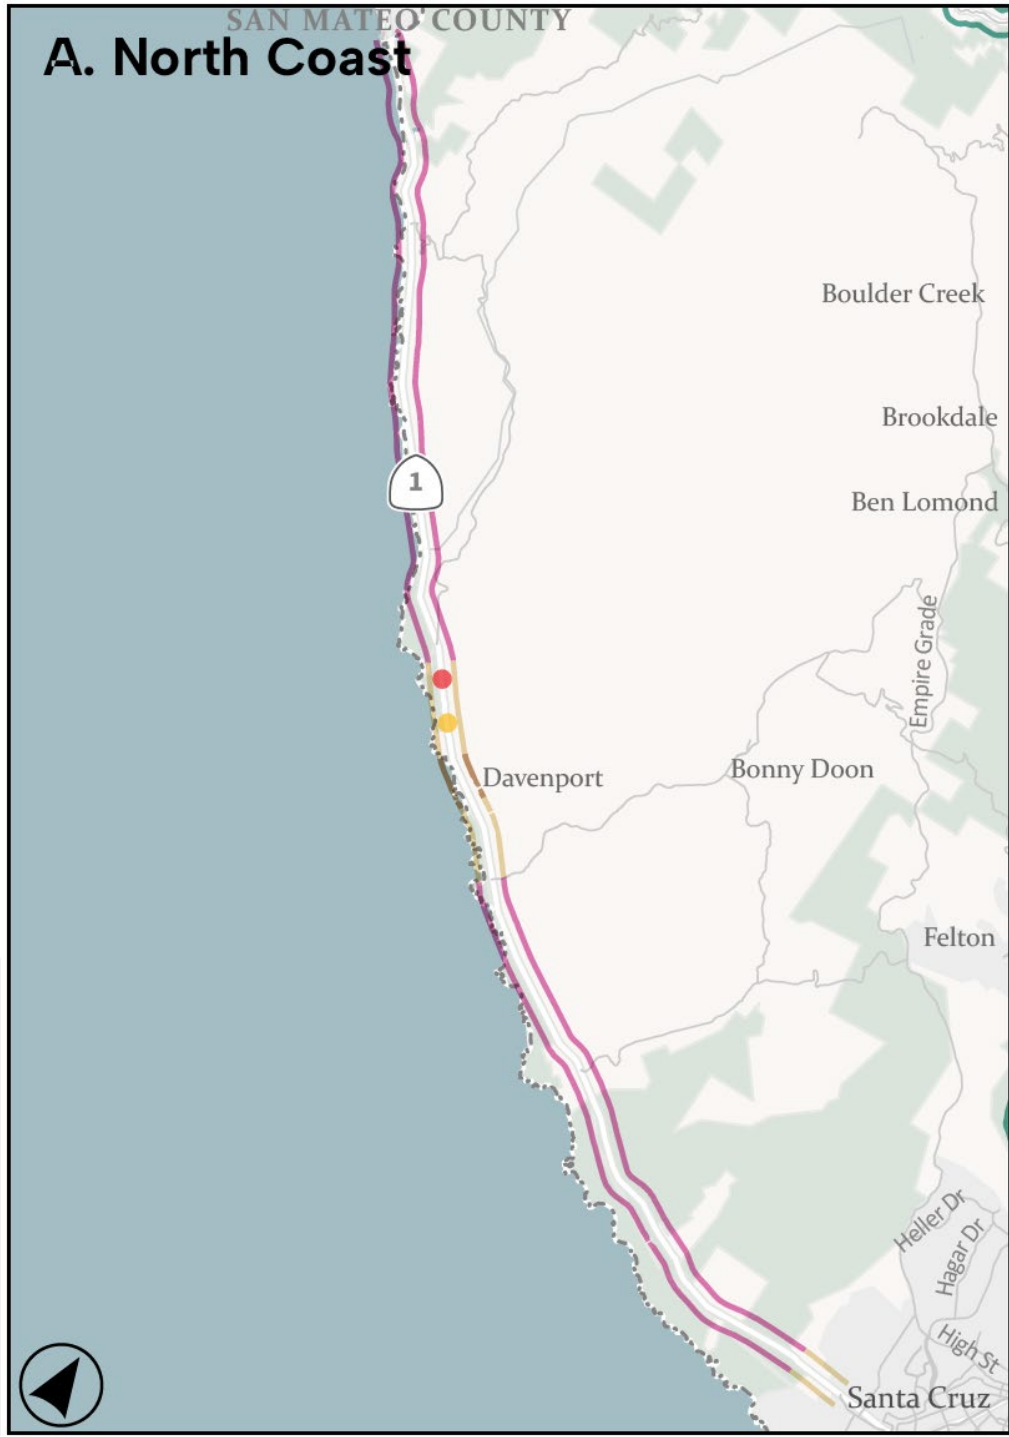 SAN MATEO COUNTY
A. North Coast
Boulder Creek
Brookdale
1
Ben Lomond
Empire Grade
Davenport
Bonny Doon
Felton
Heller Dr
Hagar Dr
High St
Santa Cruz